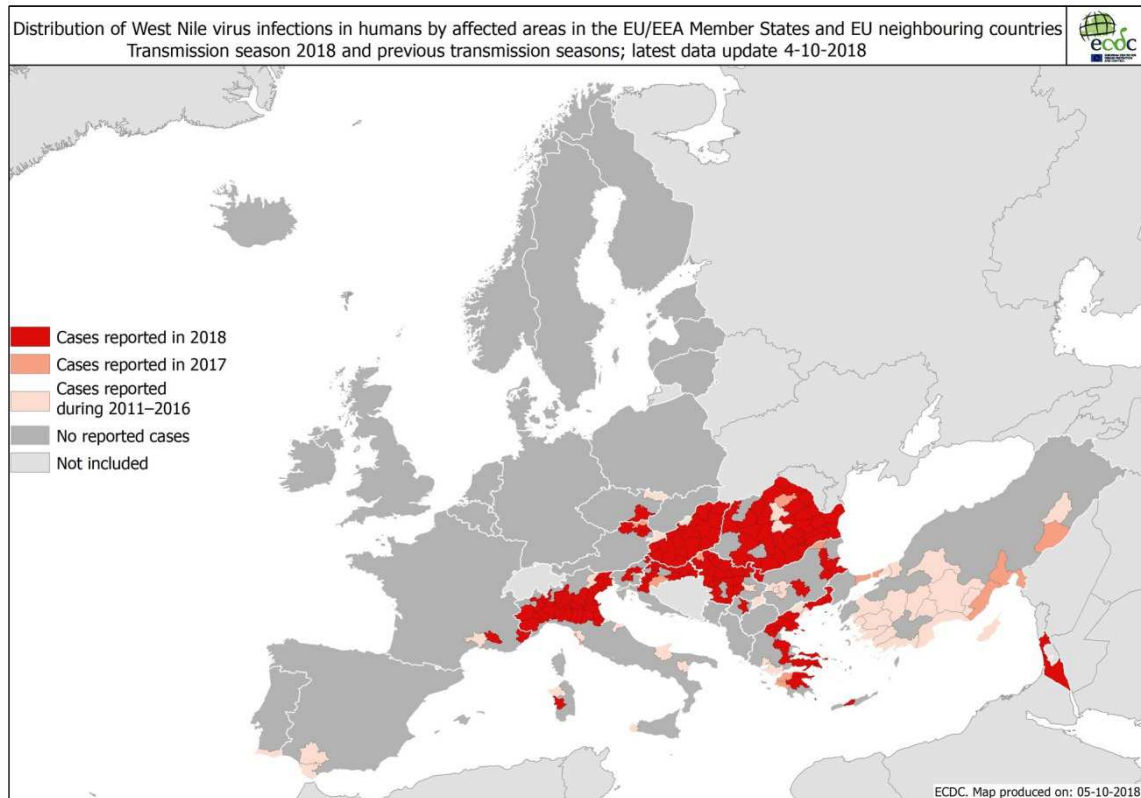 Distribution of West Nile virus infections in humans by affected areas in the EU/EEA Member States and EU neighbouring countries
Transmission season 2018 and previous transmission seasons; latest data update 4-10-2018
ecdc
Cases reported in 2018
Cases reported in 2017
Cases reported
during 2011–2016
No reported cases
Not included
ECDC. Map produced on: 05-10-2018